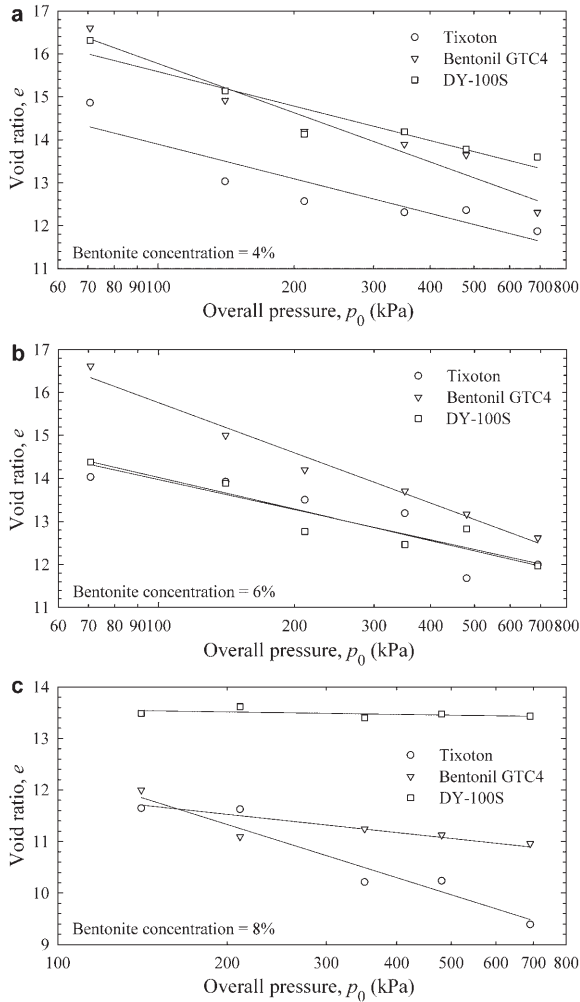 a
17
16
15
14
13
12
11
Void ratio, e
Tixoton
Bentonil GTC4
DY-100S
Bentonite concentration = 4%
60 70 80 90 100 200 300 400 500 600 700 800
Overall pressure, p0 (kPa)
b
17
16
15
14
13
12
11
Void ratio, e
Tixoton
Bentonil GTC4
DY-100S
Bentonite concentration = 6%
60 70 80 90 100 200 300 400 500 600 700 800
Overall pressure, p0 (kPa)
c
14
13
12
11
10
9
Void ratio, e
Tixoton
Bentonil GTC4
DY-100S
Bentonite concentration = 8%
100 200 300 400 500 600 700 800
Overall pressure, p0 (kPa)